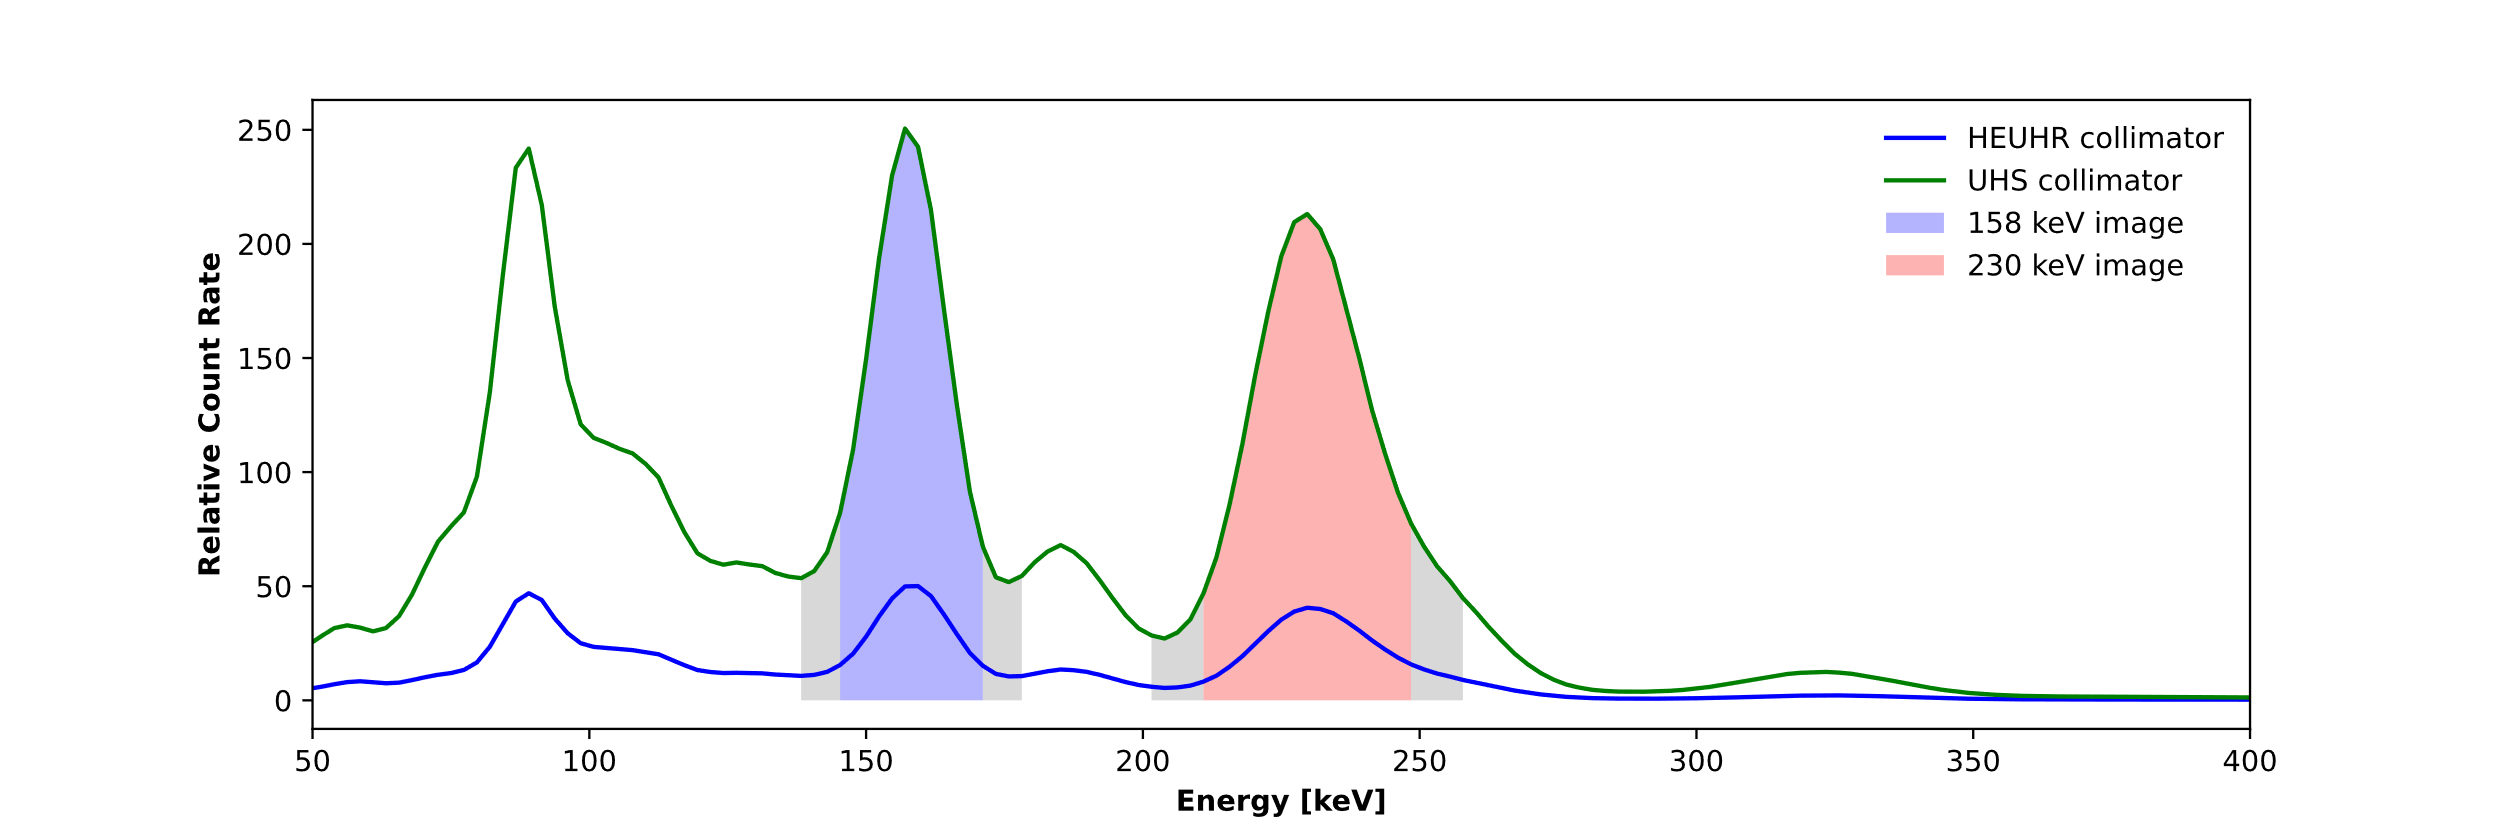 Relative Count Rate
250
200
150
100
50
0
50
100
150
200
250
300
350
400
Energy [keV]
HEUHR collimator
UHS collimator
158 keV image
230 keV image